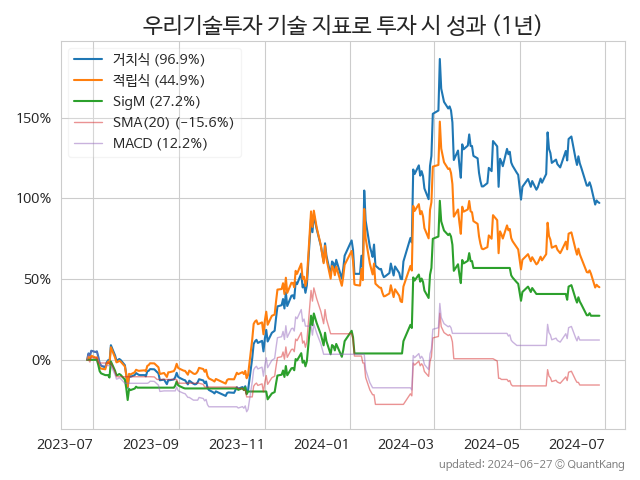 우리기술투자 기술 지표로 투자 시 성과 (1년)
거치식 (96.9%)
적립식 (44.9%)
SigM (27.2%)
SMA(20) (−15.6%)
MACD (12.2%)
150%
100%
50%
0%
2023-07 2023-09 2023-11 2024-01 2024-03 2024-05 2024-07
updated: 2024-06-27 © QuantKang